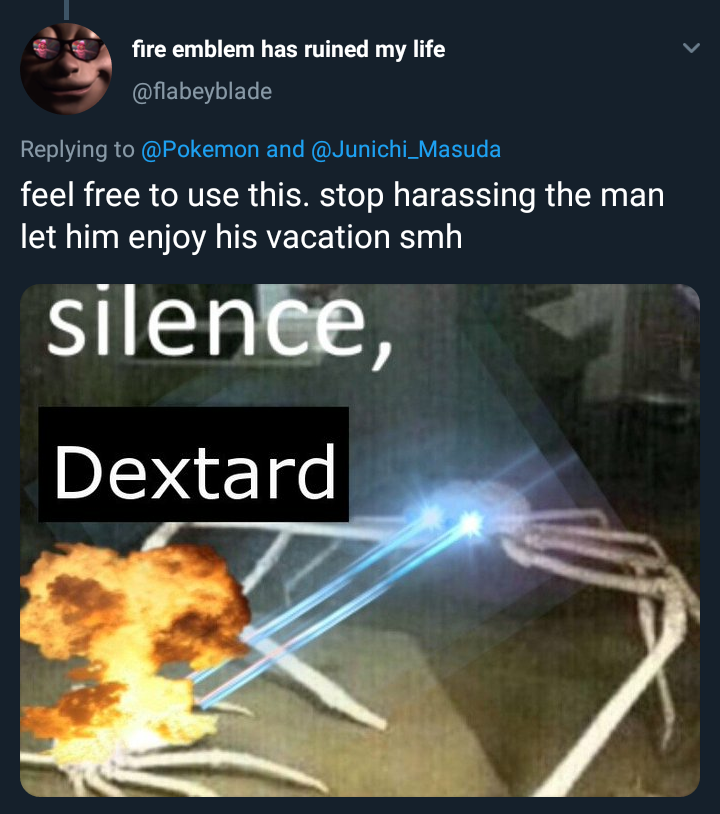 fire emblem has ruined my life
@flabeyblade
Replying to @Pokemon and @Junichi_Masuda
feel free to use this. stop harassing the man
let him enjoy his vacation smh
silence,
Dextard